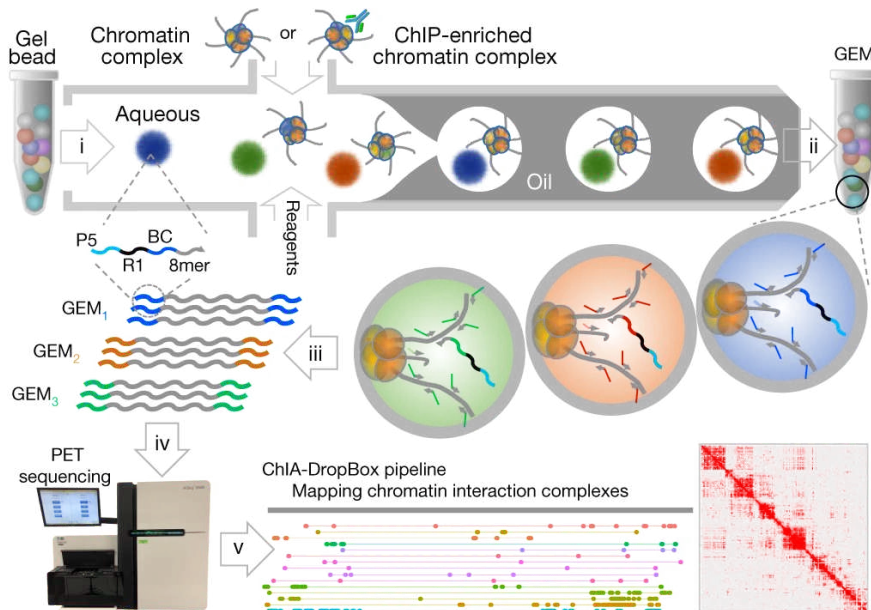 Gel
bead
Chromatin
complex
or
ChIP-enriched
chromatin complex
GEM
i
Aqueous
ii
Oil
Reagents
P5
BC
R1
8mer
GEM1
GEM2
GEM3
iii
iv
PET
sequencing
v
ChIA-DropBox pipeline
Mapping chromatin interaction complexes